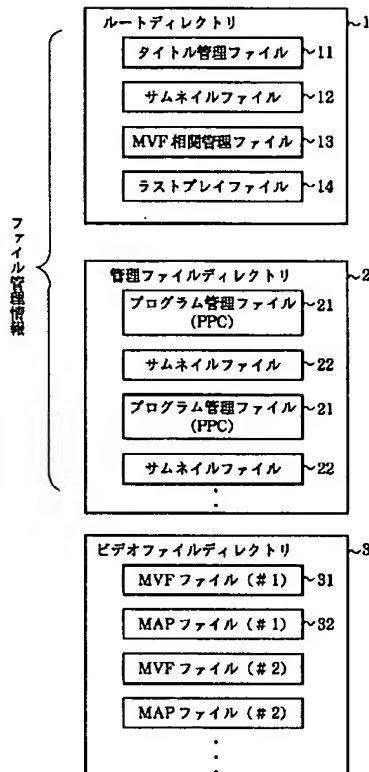 ルートディレクトリ ~1
タイトル管理ファイル ~11
サムネイルファイル ~12
MVF相関管理ファイル ~13
ラストプレイファイル ~14
ファイル管理情報
管理ファイルディレクトリ ~2
プログラム管理ファイル ~21
(PPC)
サムネイルファイル ~22
プログラム管理ファイル ~21
(PPC)
サムネイルファイル ~22
ビデオファイルディレクトリ ~3
MVFファイル(#1) ~31
MAPファイル(#1) ~32
MVFファイル(#2)
MAPファイル(#2)